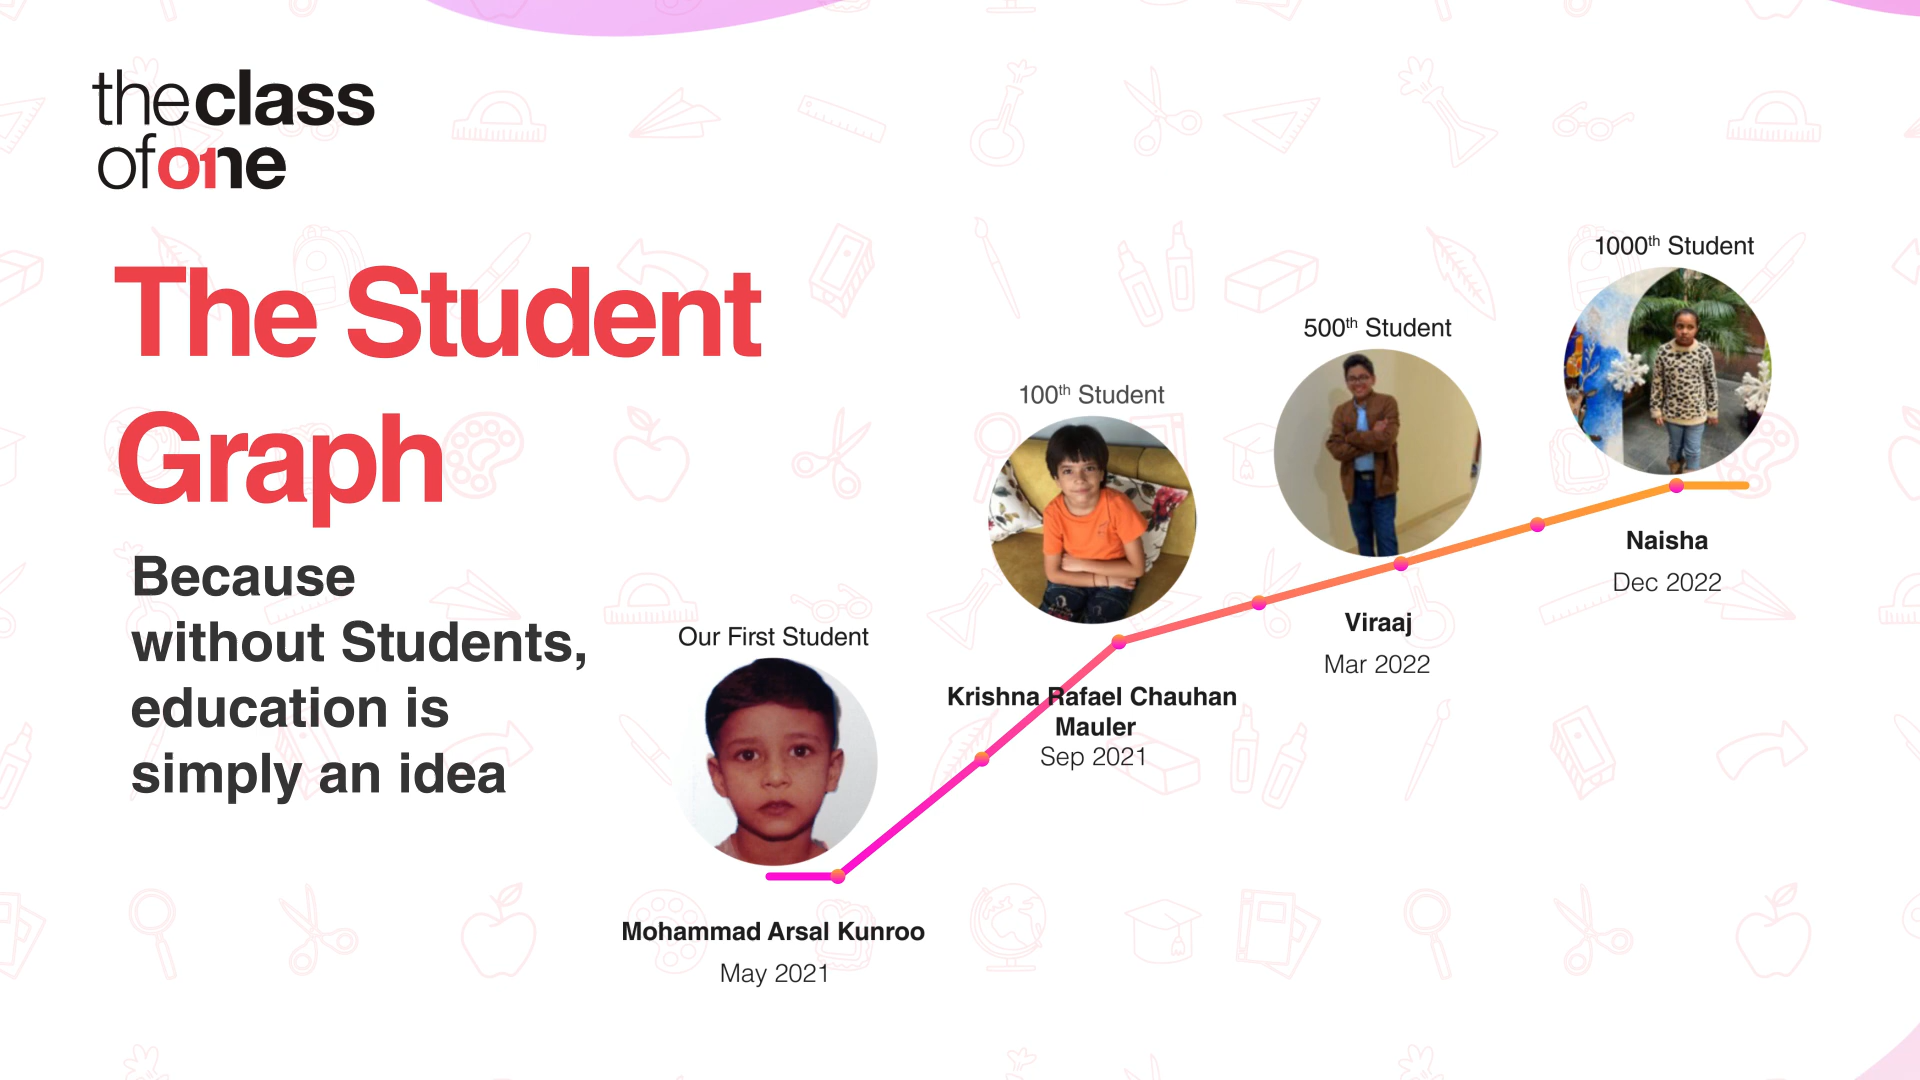 theclass
ofone
The Student
Graph
Because
without Students,
education is
simply an idea
Our First Student
Mohammad Arsal Kunroo
May 2021
100th Student
Krishna Rafael Chauhan
Mauler
Sep 2021
500th Student
Viraaj
Mar 2022
1000th Student
Naisha
Dec 2022